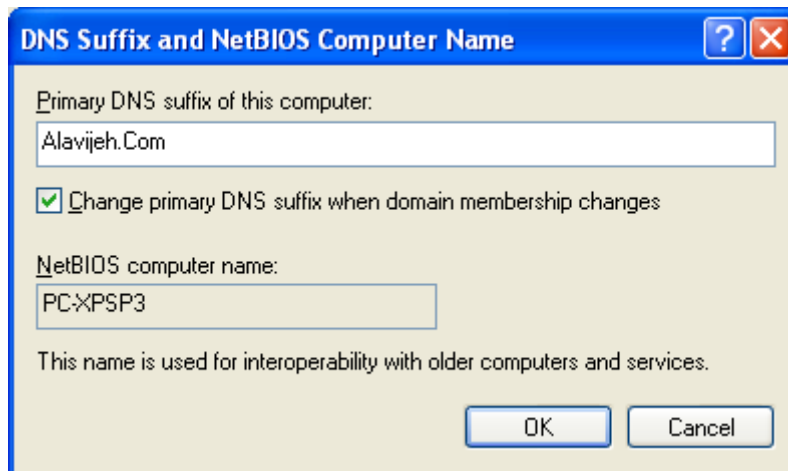 DNS Suffix and NetBIOS Computer Name
Primary DNS suffix of this computer:
Alavijeh.Com
Change primary DNS suffix when domain membership changes
NetBIOS computer name:
PC-XPSP3
This name is used for interoperability with older computers and services.
OK Cancel